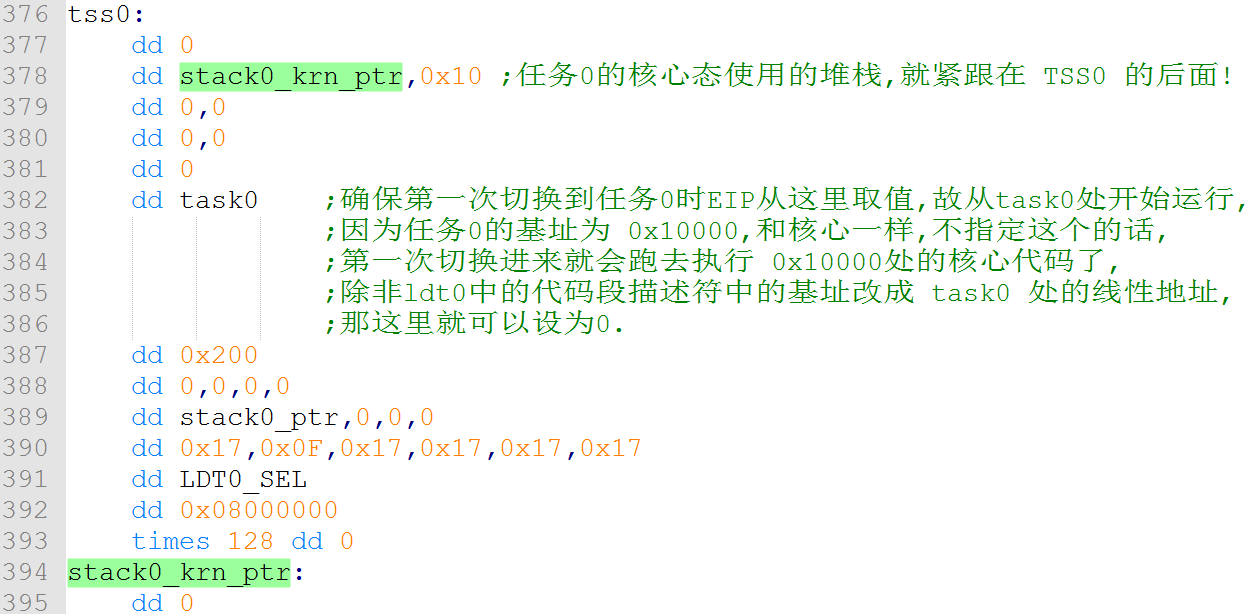 376 tss0:
377     dd 0
378     dd stack0_krn_ptr,0x10 ;任务0的核心态使用的堆栈,就紧跟在 TSS0 的后面!
379     dd 0,0
380     dd 0,0
381     dd 0
382     dd task0    ;确保第一次切换到任务0时EIP从这里取值,故从task0处开始运行,
383                 ;因为任务0的基址为 0x10000,和核心一样,不指定这个的话,
384                 ;第一次切换进来就会跑去执行 0x10000处的核心代码了,
385                 ;除非ldt0中的代码段描述符中的基址改成 task0 处的线性地址,
386                 ;那这里就可以设为0.
387     dd 0x200
388     dd 0,0,0,0
389     dd stack0_ptr,0,0,0
390     dd 0x17,0x0F,0x17,0x17,0x17,0x17
391     dd LDT0_SEL
392     dd 0x08000000
393     times 128 dd 0
394 stack0_krn_ptr:
395     dd 0